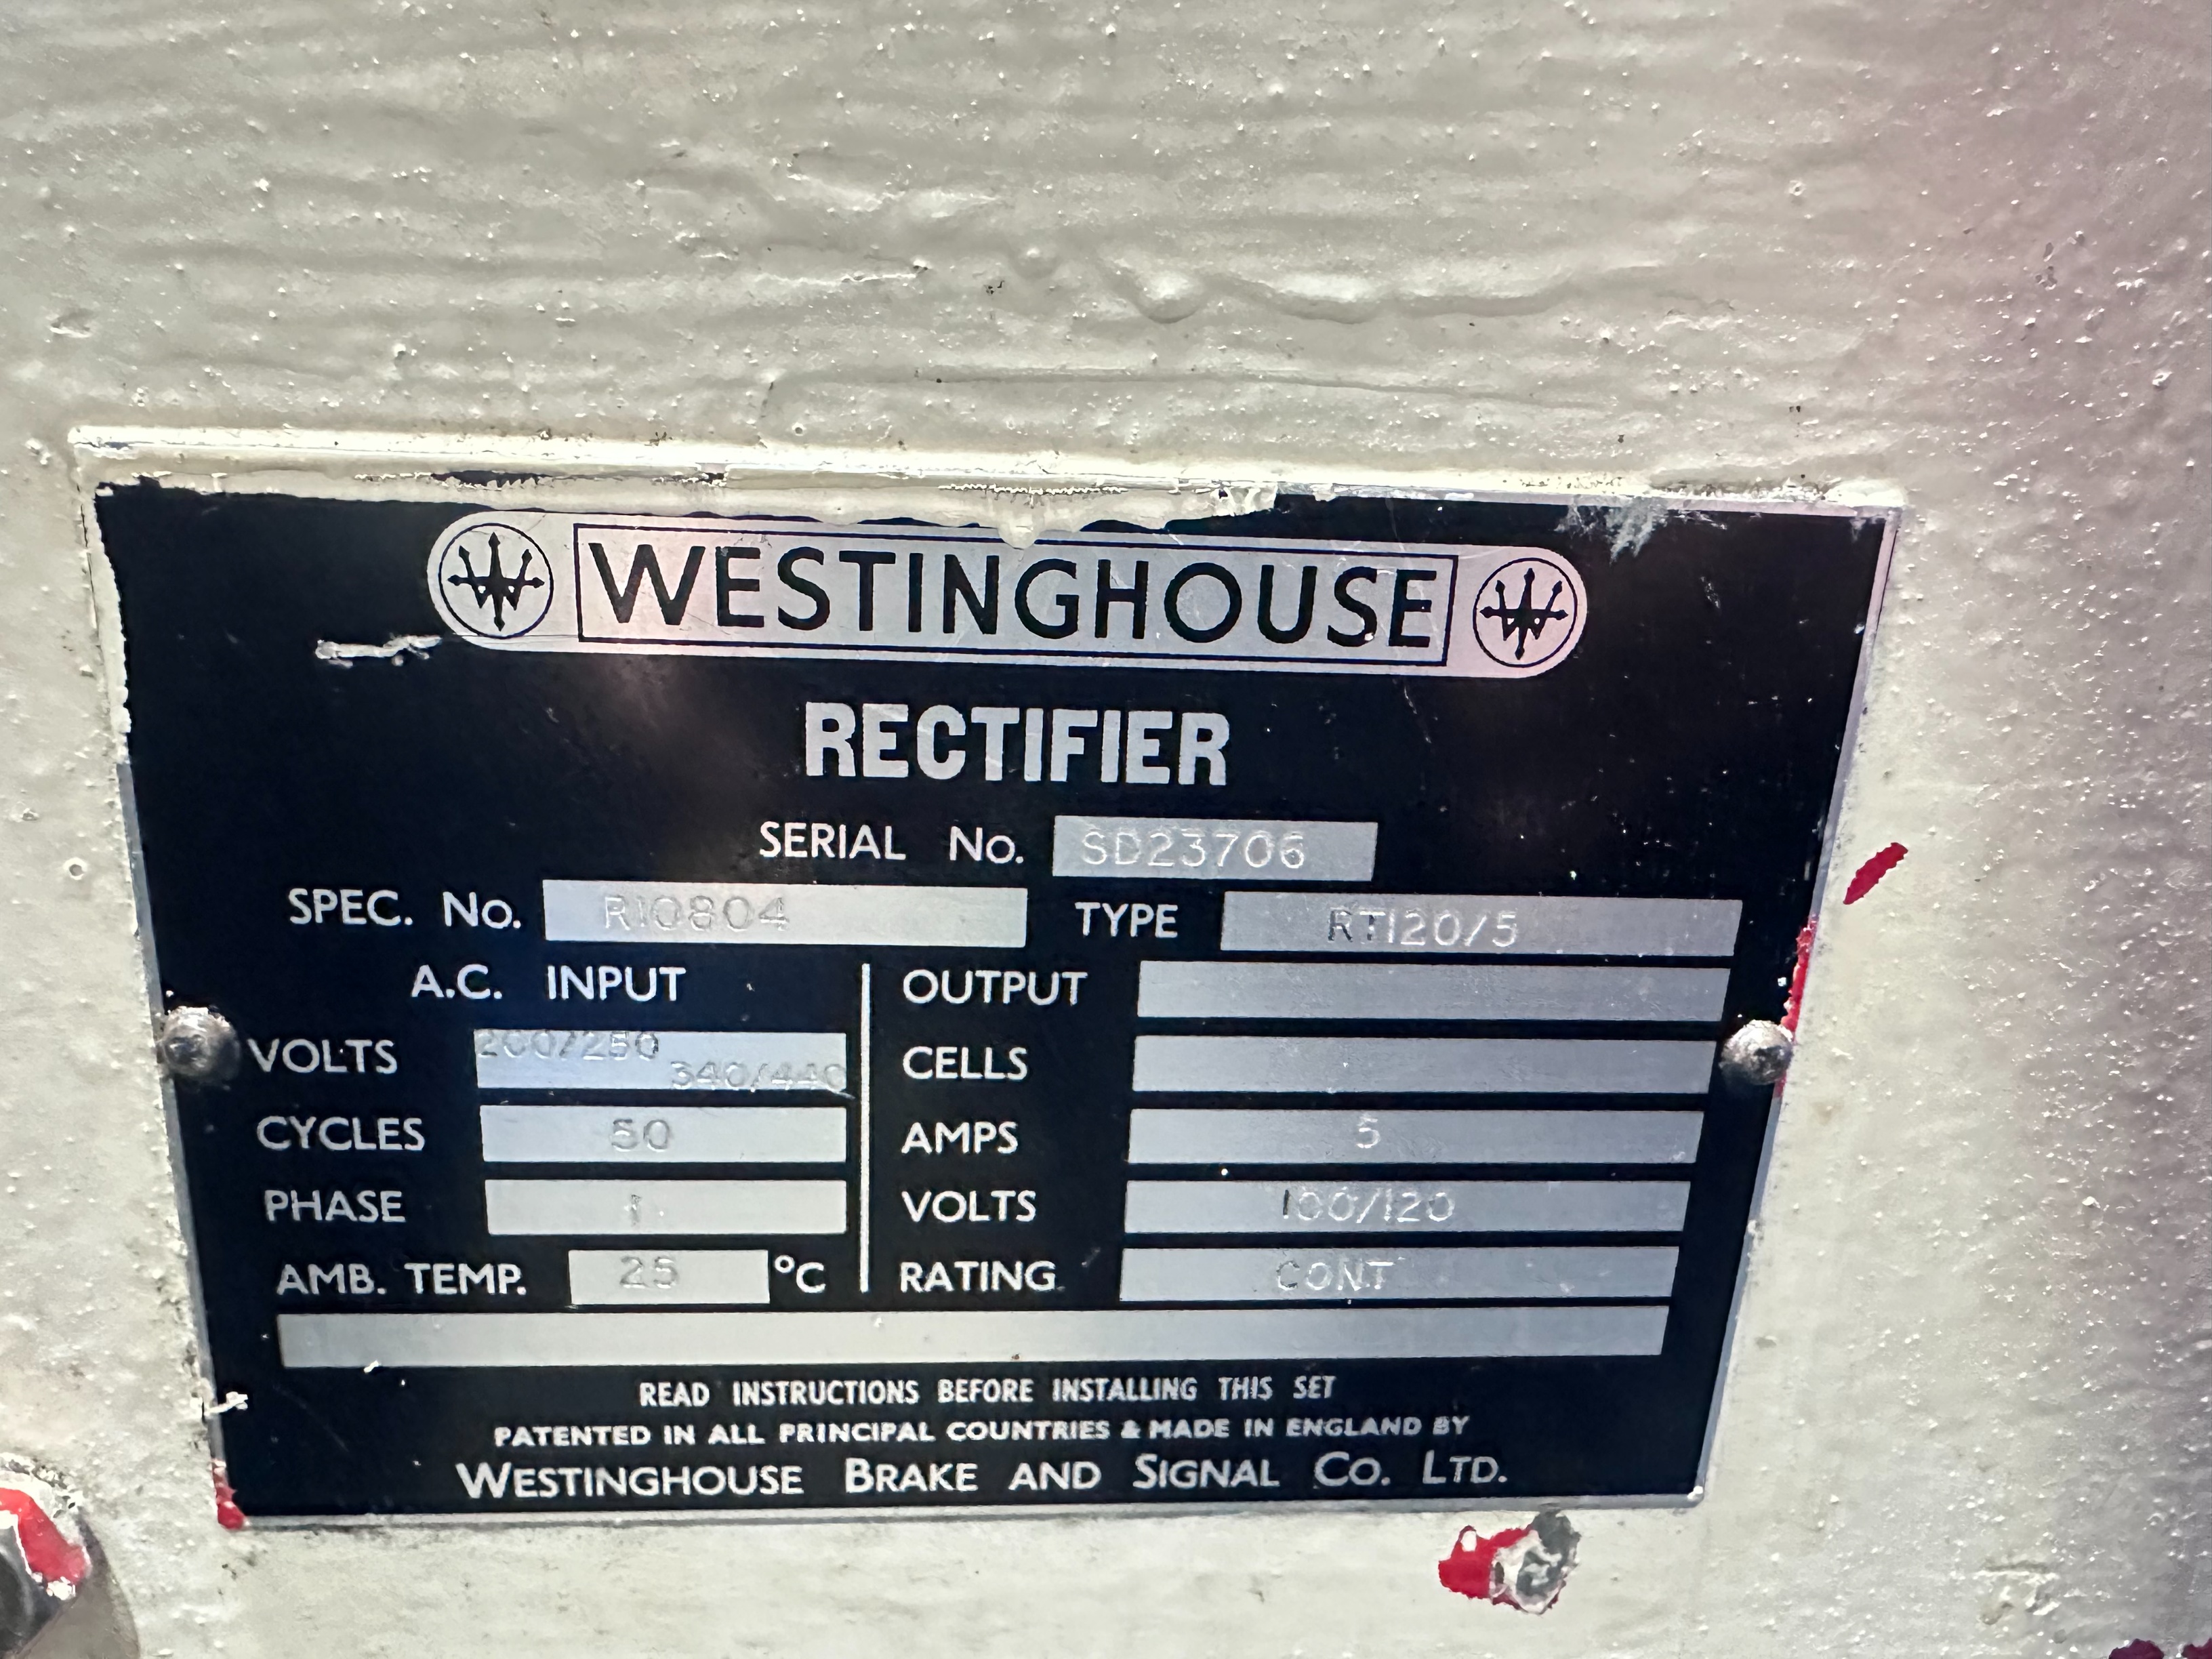 WESTINGHOUSE
RECTIFIER
SERIAL No. SD23706
SPEC. No. R10804 TYPE RT120/5
A.C. INPUT
VOLTS 200/250 340/440
CYCLES 50
PHASE 1
AMB. TEMP. 25 °C
OUTPUT
CELLS
AMPS 5
VOLTS 100/120
RATING CONT
READ INSTRUCTIONS BEFORE INSTALLING THIS SET
PATENTED IN ALL PRINCIPAL COUNTRIES & MADE IN ENGLAND BY
WESTINGHOUSE BRAKE AND SIGNAL CO. LTD.